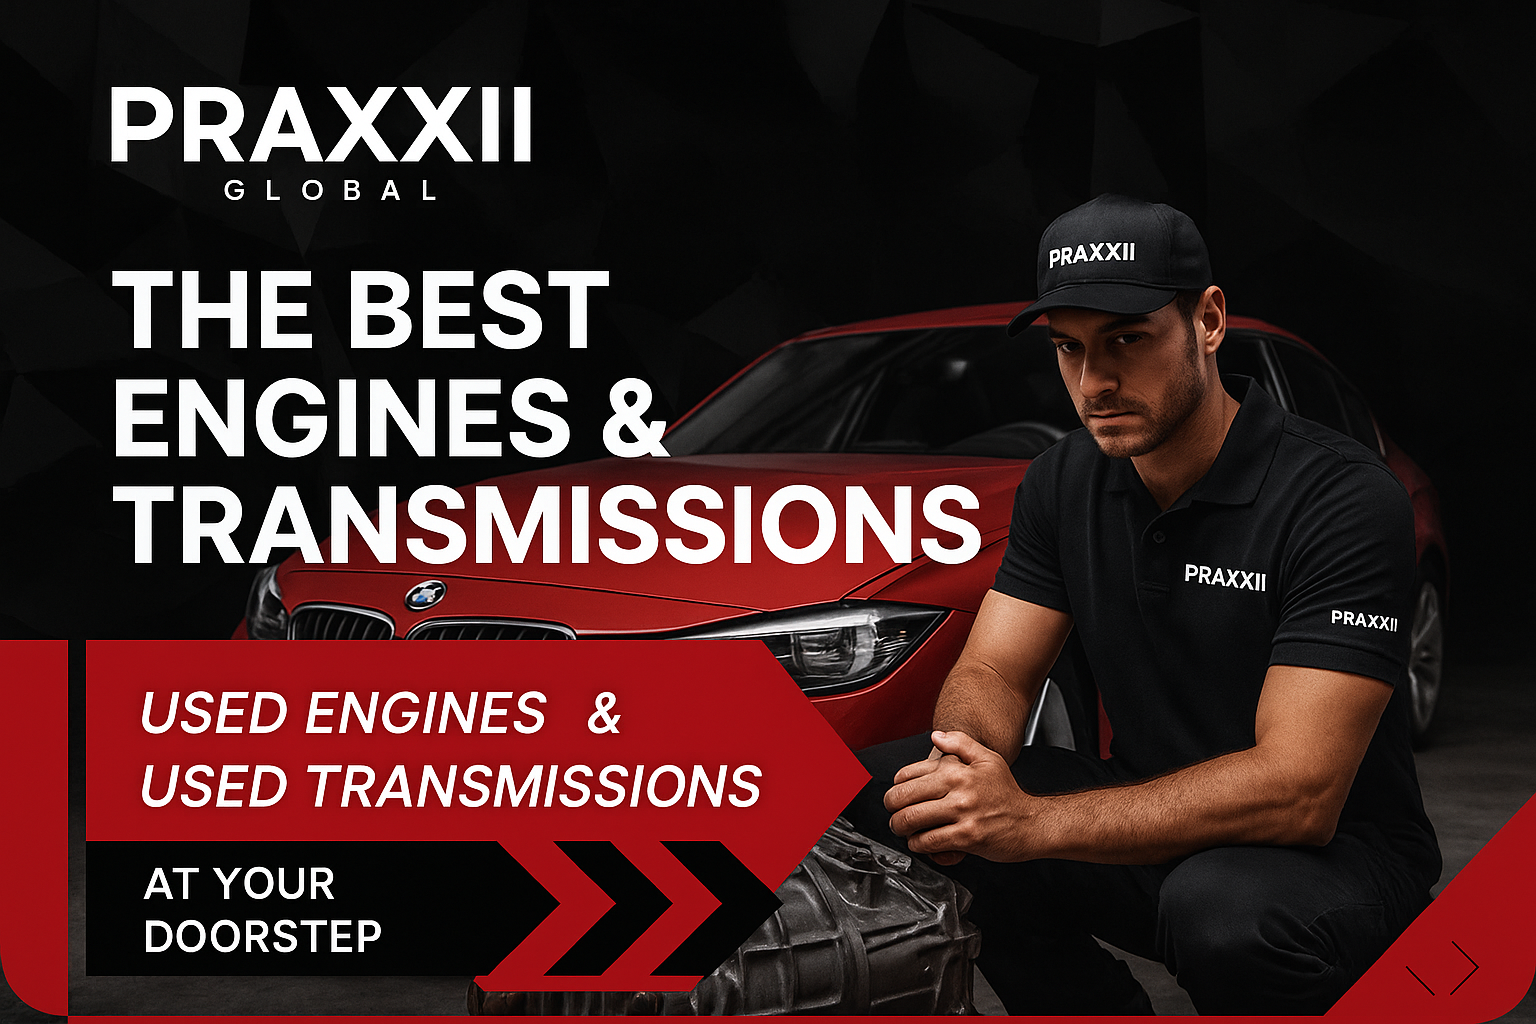 PRAXXII
GLOBAL
THE BEST
ENGINES &
TRANSMISSIONS
USED ENGINES &
USED TRANSMISSIONS
AT YOUR
DOORSTEP
PRAXXII
PRAXXII
PRAXXII